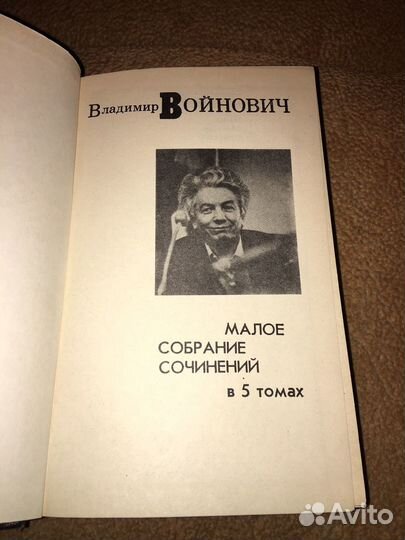 Владимир ВОЙНОВИЧ
МАЛОЕ
СОБРАНИЕ
СОЧИНЕНИЙ
в 5 томах
Avito